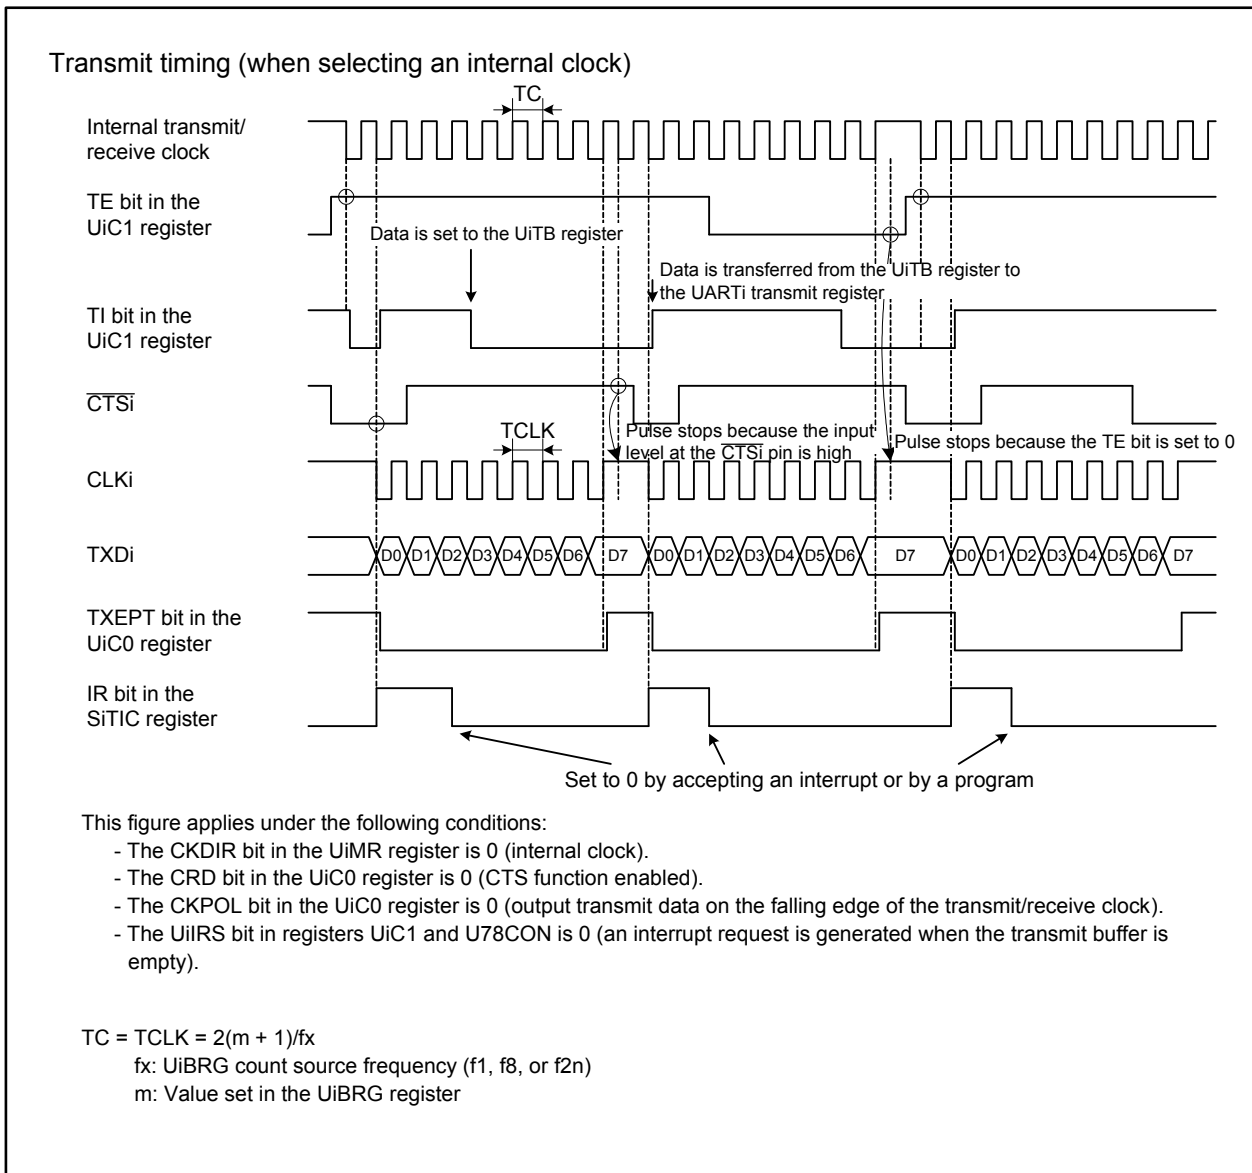 Transmit timing (when selecting an internal clock)
TC
Internal transmit/
receive clock
TE bit in the
UiC1 register
Data is set to the UiTB register
Data is transferred from the UiTB register to
the UARTi transmit register
TI bit in the
UiC1 register
C̅T̅S̅i̅
TCLK
Pulse stops because the input
level at the C̅T̅S̅i̅ pin is high
Pulse stops because the TE bit is set to 0
CLKi
TXDi
D0 D1 D2 D3 D4 D5 D6 D7 D0 D1 D2 D3 D4 D5 D6 D7 D0 D1 D2 D3 D4 D5 D6 D7
TXEPT bit in the
UiC0 register
IR bit in the
SiTIC register
Set to 0 by accepting an interrupt or by a program
This figure applies under the following conditions:
- The CKDIR bit in the UiMR register is 0 (internal clock).
- The CRD bit in the UiC0 register is 0 (CTS function enabled).
- The CKPOL bit in the UiC0 register is 0 (output transmit data on the falling edge of the transmit/receive clock).
- The UiIRS bit in registers UiC1 and U78CON is 0 (an interrupt request is generated when the transmit buffer is
empty).
TC = TCLK = 2(m + 1)/fx
fx: UiBRG count source frequency (f1, f8, or f2n)
m: Value set in the UiBRG register